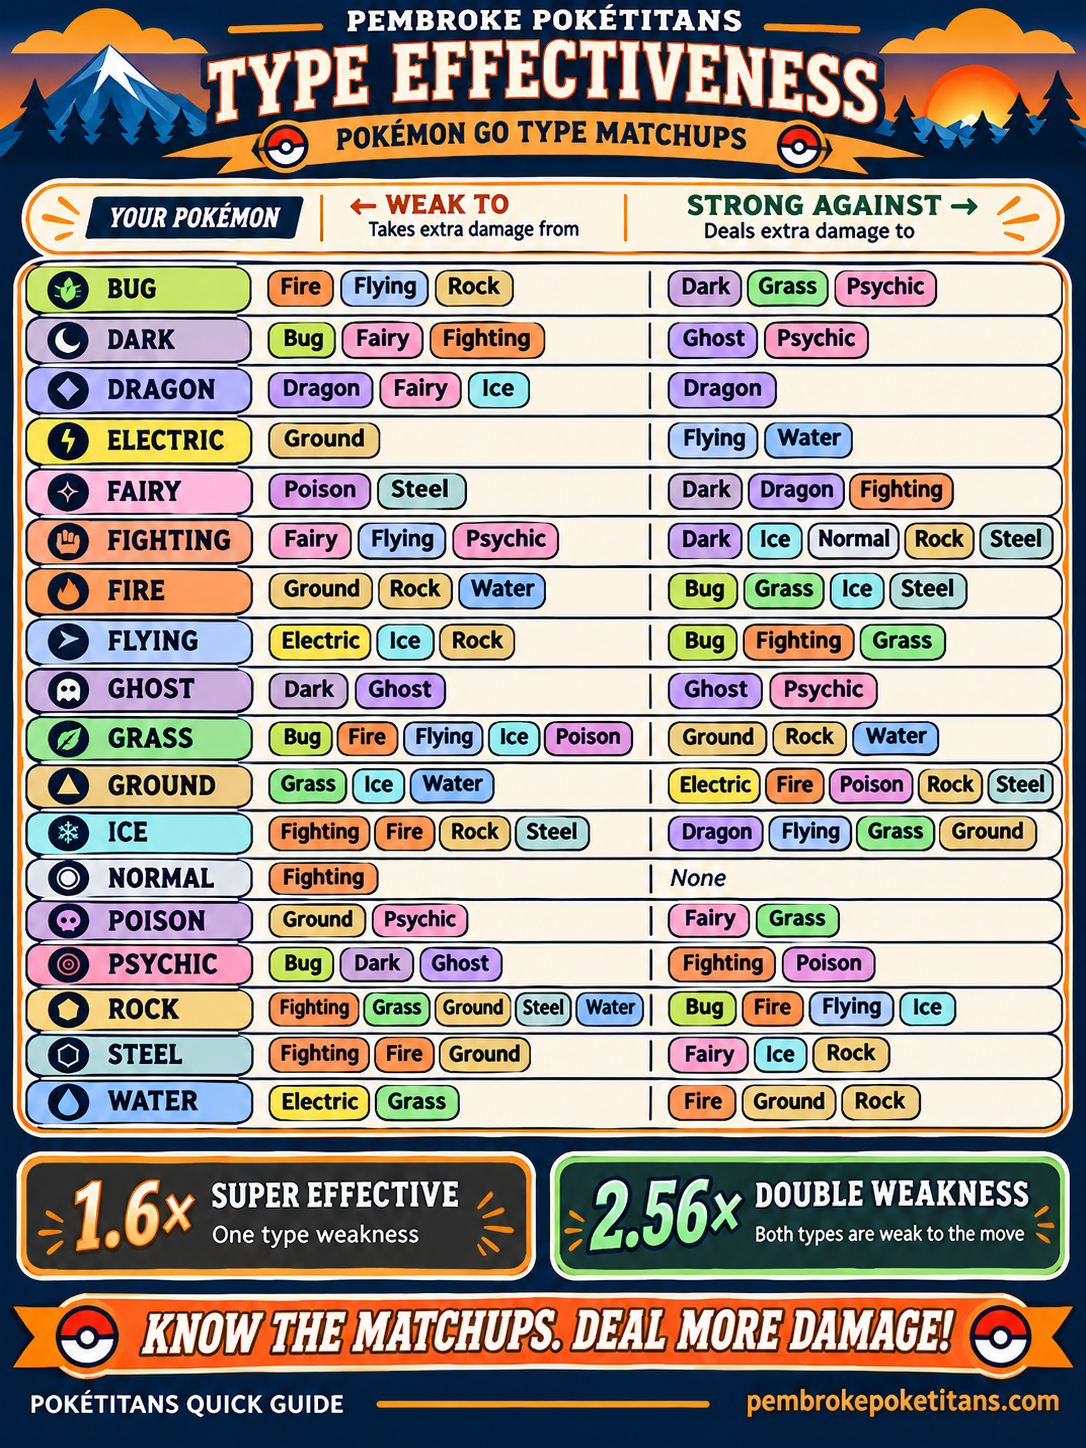 PEMBROKE POKÉTITANS
TYPE EFFECTIVENESS
POKÉMON GO TYPE MATCHUPS
YOUR POKÉMON ← WEAK TO STRONG AGAINST →
Takes extra damage from Deals extra damage to
BUG Fire Flying Rock Dark Grass Psychic
DARK Bug Fairy Fighting Ghost Psychic
DRAGON Dragon Fairy Ice Dragon
ELECTRIC Ground Flying Water
FAIRY Poison Steel Dark Dragon Fighting
FIGHTING Fairy Flying Psychic Dark Ice Normal Rock Steel
FIRE Ground Rock Water Bug Grass Ice Steel
FLYING Electric Ice Rock Bug Fighting Grass
GHOST Dark Ghost Ghost Psychic
GRASS Bug Fire Flying Ice Poison Ground Rock Water
GROUND Grass Ice Water Electric Fire Poison Rock Steel
ICE Fighting Fire Rock Steel Dragon Flying Grass Ground
NORMAL Fighting None
POISON Ground Psychic Fairy Grass
PSYCHIC Bug Dark Ghost Fighting Poison
ROCK Fighting Grass Ground Steel Water Bug Fire Flying Ice
STEEL Fighting Fire Ground Fairy Ice Rock
WATER Electric Grass Fire Ground Rock
1.6× SUPER EFFECTIVE
One type weakness
2.56× DOUBLE WEAKNESS
Both types are weak to the move
KNOW THE MATCHUPS. DEAL MORE DAMAGE!
POKÉTITANS QUICK GUIDE pembrokepoketitans.com